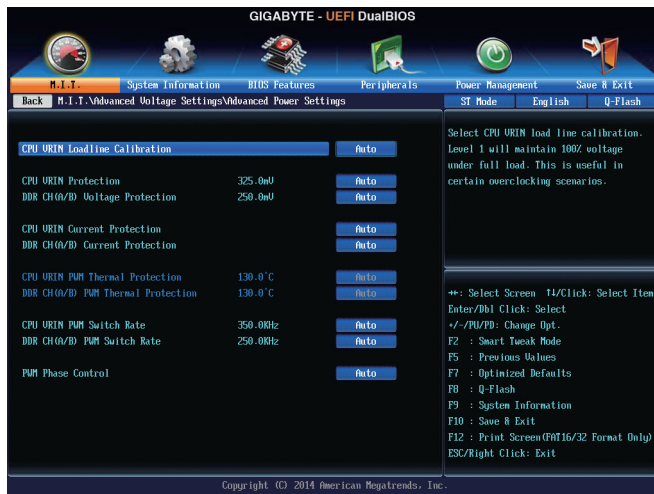 GIGABYTE - UEFI DualBIOS
M.I.T. System Information BIOS Features Peripherals Power Management Save & Exit
Back M.I.T.\Advanced Voltage Settings\Advanced Power Settings ST Mode English Q-Flash
CPU VRIN Loadline Calibration Auto
CPU VRIN Protection 325.0mV Auto
DDR CH(A/B) Voltage Protection 250.0mV Auto
CPU VRIN Current Protection Auto
DDR CH(A/B) Current Protection Auto
CPU VRIN PWM Thermal Protection 130.0°C Auto
DDR CH(A/B) PWM Thermal Protection 130.0°C Auto
CPU VRIN PWM Switch Rate 350.0KHz Auto
DDR CH(A/B) PWM Switch Rate 250.0KHz Auto
PWM Phase Control Auto
Select CPU VRIN load line calibration.
Level 1 will maintain 100% voltage
under full load. This is useful in
certain overclocking scenarios.
→←: Select Screen ↑↓/Click: Select Item
Enter/Dbl Click: Select
+/-/PU/PD: Change Opt.
F2 : Smart Tweak Mode
F5 : Previous Values
F7 : Optimized Defaults
F8 : Q-Flash
F9 : System Information
F10 : Save & Exit
F12 : Print Screen(FAT16/32 Format Only)
ESC/Right Click: Exit
Copyright (C) 2014 American Megatrends, Inc.